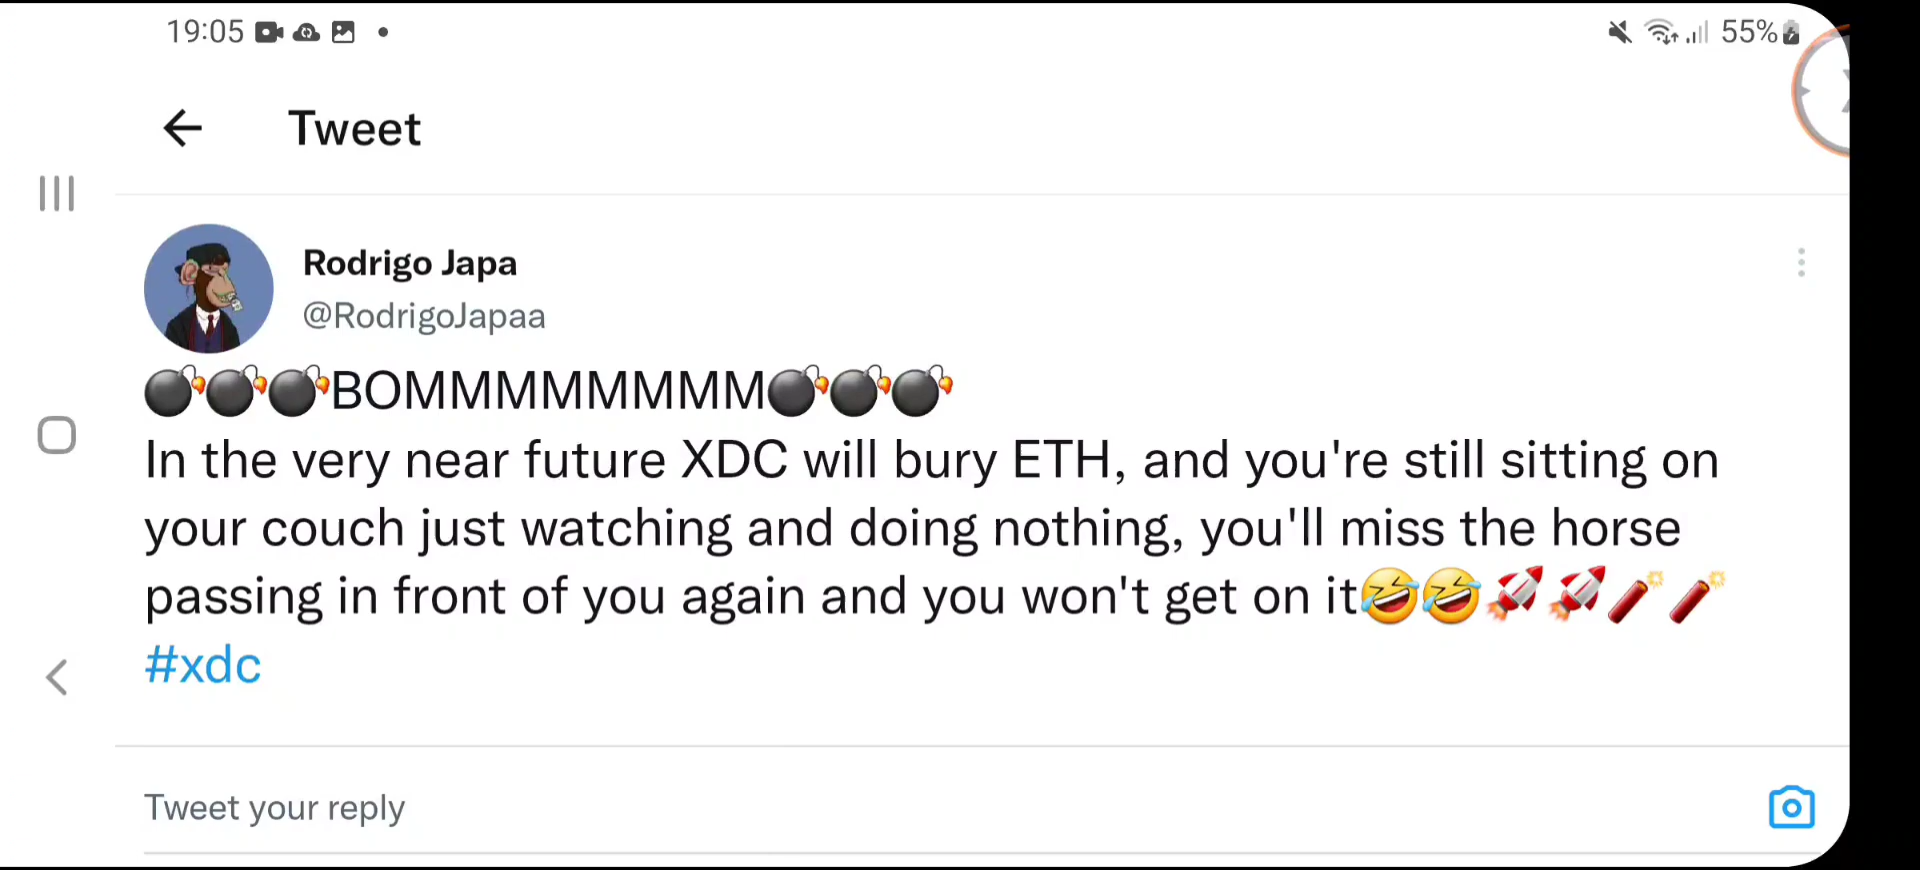 19:05
55%
Tweet
Rodrigo Japa
@RodrigoJapaa
💣💣💣BOMMMMMMMM💣💣💣
In the very near future XDC will bury ETH, and you're still sitting on
your couch just watching and doing nothing, you'll miss the horse
passing in front of you again and you won't get on it🤣🤣🚀🚀🧨🧨
#xdc
Tweet your reply